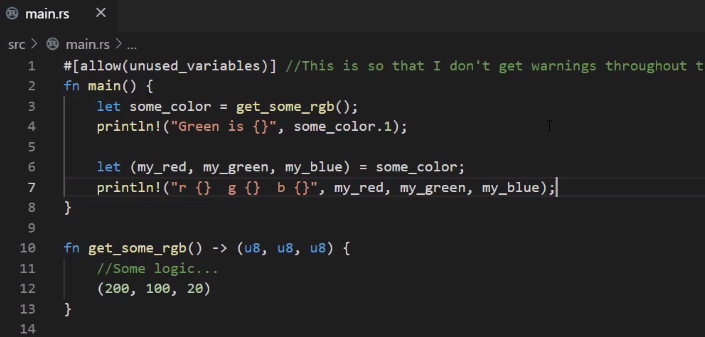 main.rs ×
src > main.rs > ...
1 #[allow(unused_variables)] //This is so that I don't get warnings throughout t
2 fn main() {
3 let some_color = get_some_rgb();
4 println!("Green is {}", some_color.1);
5
6 let (my_red, my_green, my_blue) = some_color;
7 println!("r {}  g {}  b {}", my_red, my_green, my_blue);
8 }
9
10 fn get_some_rgb() -> (u8, u8, u8) {
11 //Some logic...
12 (200, 100, 20)
13 }
14